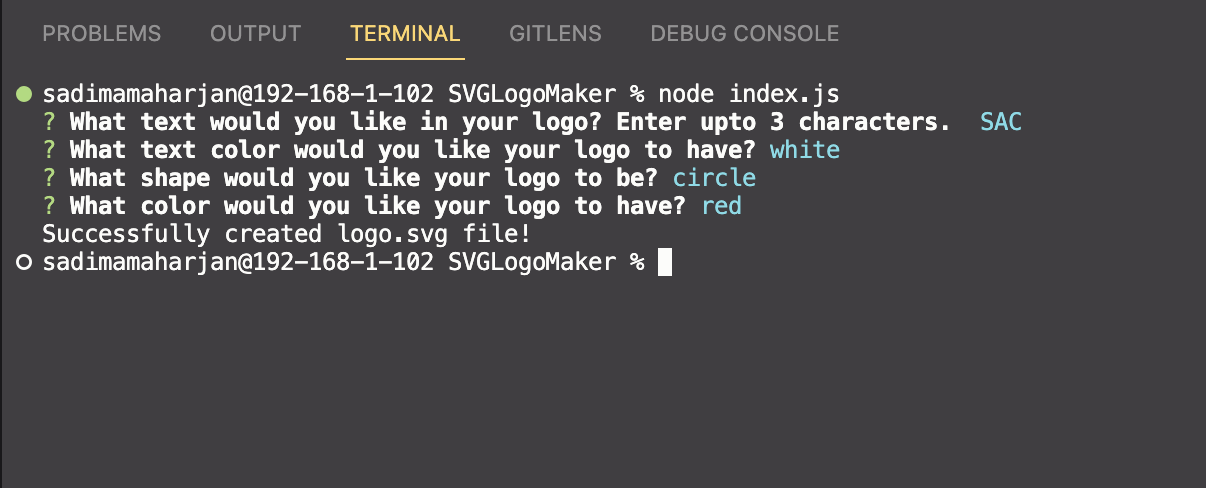 PROBLEMS OUTPUT TERMINAL GITLENS DEBUG CONSOLE
sadimamaharjan@192-168-1-102 SVGLogoMaker % node index.js
? What text would you like in your logo? Enter upto 3 characters. SAC
? What text color would you like your logo to have? white
? What shape would you like your logo to be? circle
? What color would you like your logo to have? red
Successfully created logo.svg file!
sadimamaharjan@192-168-1-102 SVGLogoMaker %